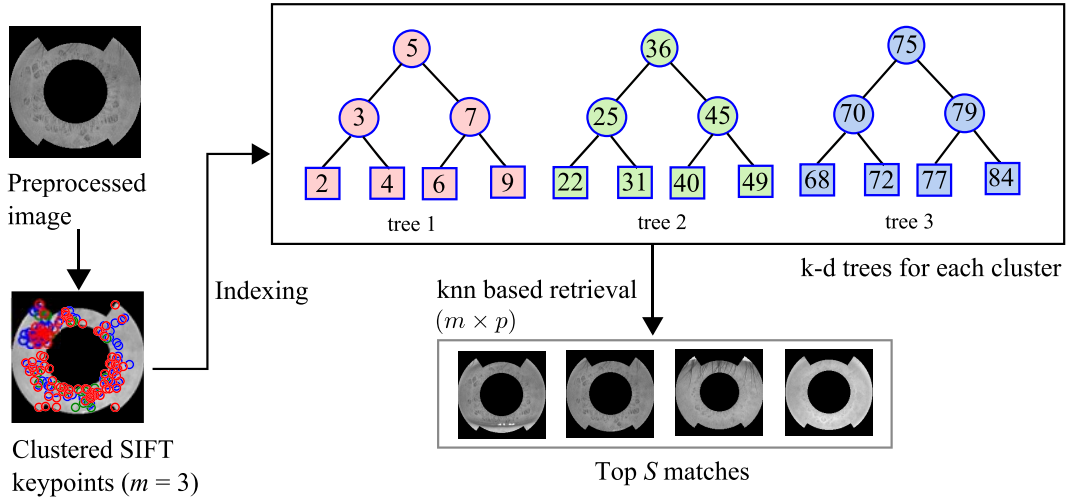 Preprocessed
image
Clustered SIFT
keypoints (m = 3)
Indexing
5
3 7
2 4 6 9
tree 1
36
25 45
22 31 40 49
tree 2
75
70 79
68 72 77 84
tree 3
k-d trees for each cluster
knn based retrieval
(m × p)
Top S matches